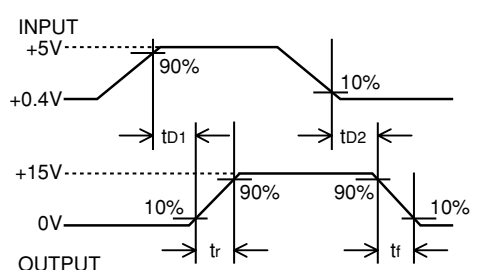 INPUT
+5V
90%
10%
+0.4V
tD1
tD2
+15V
90%
90%
10%
10%
0V
tr
tf
OUTPUT